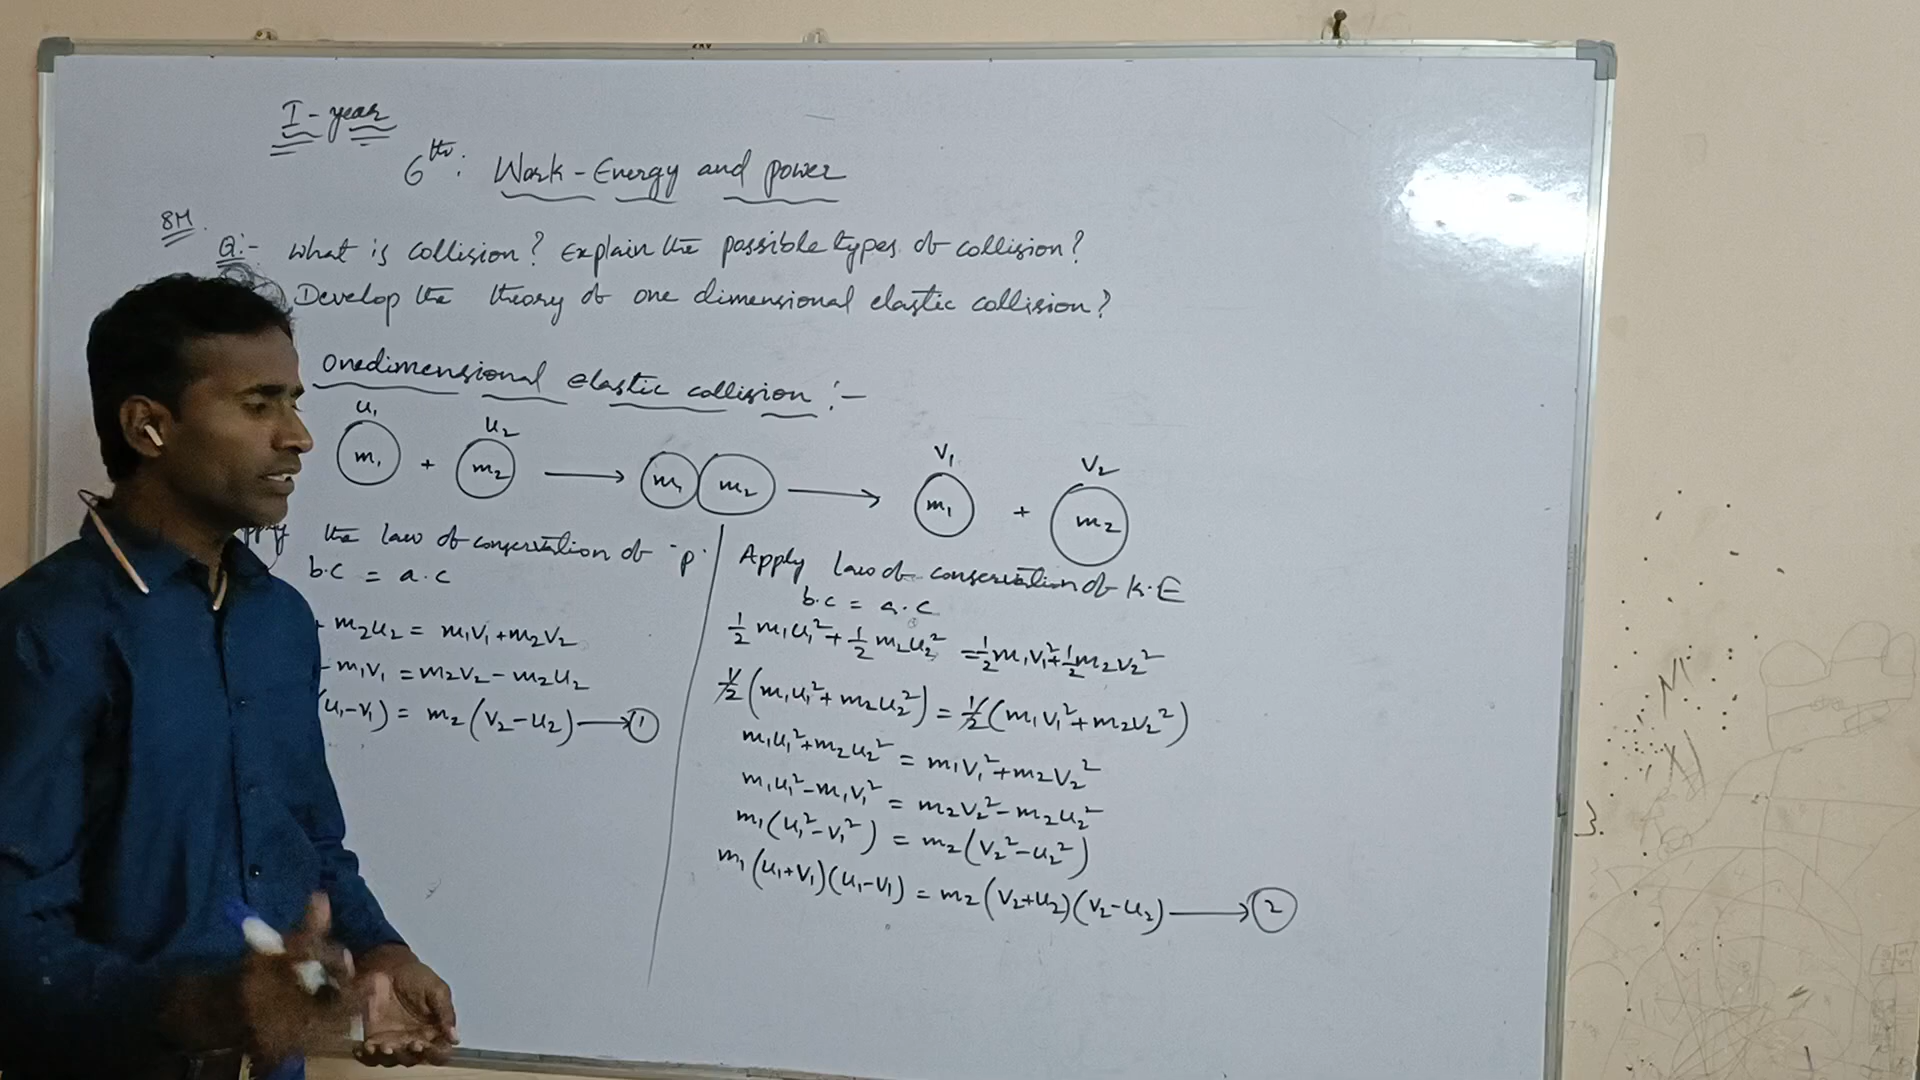 I-year
6th: Work-Energy and power
8M.
Q:- What is collision? Explain the possible types of collision?
Develop the theory of one dimensional elastic collision?
Onedimensional elastic collision :-
u₁ u₂ v₁ v₂
m₁ + m₂ → m₁ m₂ → m₁ + m₂
the law of conservation of 'p'
b.c = a.c
m₂u₂ = m₁v₁+m₂v₂
- m₁v₁ = m₂v₂ - m₂u₂
(u₁-v₁) = m₂(v₂-u₂) → 1
Apply law of conservation of K.E
b.c = a.c
1/2 m₁u₁² + 1/2 m₂u₂² = 1/2 m₁v₁² + 1/2 m₂v₂²
1/2 (m₁u₁² + m₂u₂²) = 1/2 (m₁v₁² + m₂v₂²)
m₁u₁² + m₂u₂² = m₁v₁² + m₂v₂²
m₁u₁² - m₁v₁² = m₂v₂² - m₂u₂²
m₁(u₁² - v₁²) = m₂(v₂² - u₂²)
m₁(u₁+v₁)(u₁-v₁) = m₂(v₂+u₂)(v₂-u₂) → 2